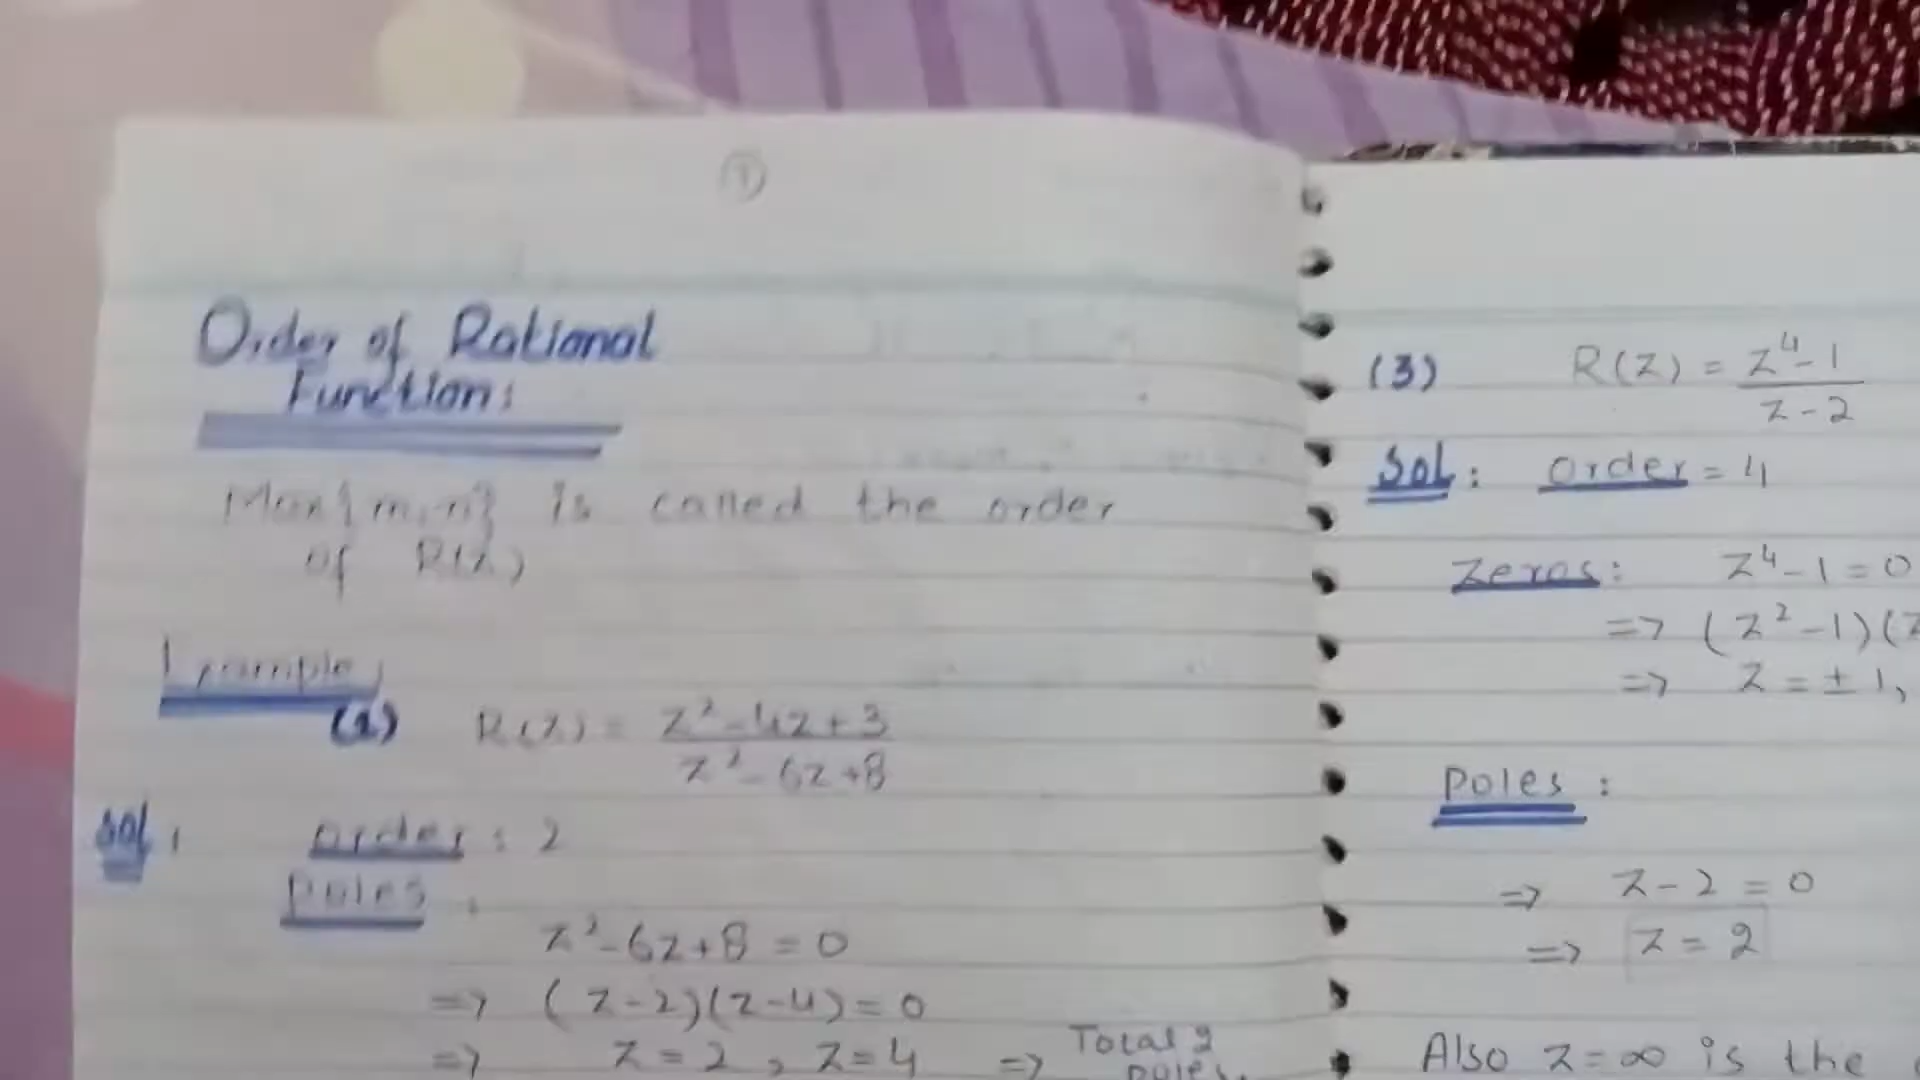 1
Order of Rational
Function:
Max{m,n} is called the order
of R(z)
Example
(1) R(z) = z²-4z+3
z²-6z+8
Sol: order: 2
Poles
z²-6z+8 = 0
=> (z-2)(z-4) = 0
=> z = 2, z = 4 => Total 2
poles.
(3) R(z) = z⁴-1
z-2
Sol: order = 4
Zeros: z⁴-1 = 0
=> (z²-1)(z
=> z = ±1,
Poles:
=> z-2 = 0
=> z = 2
Also z = ∞ is the